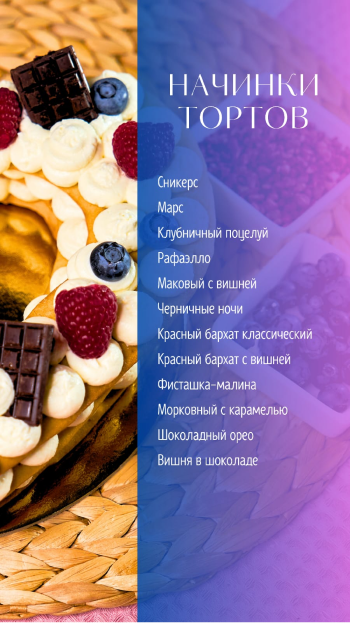 НАЧИНКИ
ТОРТОВ
Сникерс
Марс
Клубничный поцелуй
Рафаэлло
Маковый с вишней
Черничные ночи
Красный бархат классический
Красный бархат с вишней
Фисташка-малина
Морковный с карамелью
Шоколадный орео
Вишня в шоколаде